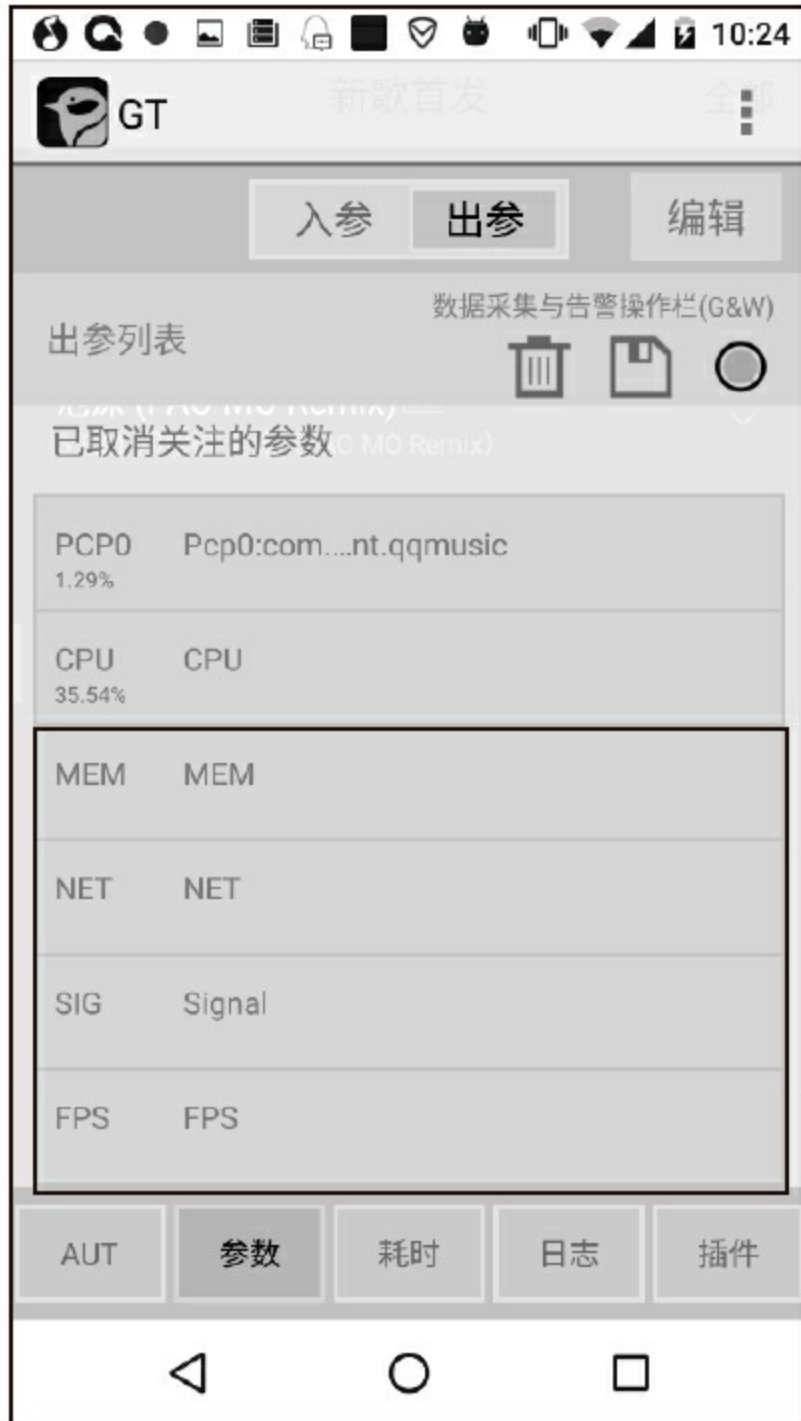 10:24
GT
新歌首发
全部
入参
出参
编辑
出参列表
数据采集与告警操作栏(G&W)
已取消关注的参数
PCP0
Pcp0:com....nt.qqmusic
1.29%
CPU
CPU
35.54%
MEM
MEM
NET
NET
SIG
Signal
FPS
FPS
AUT
参数
耗时
日志
插件